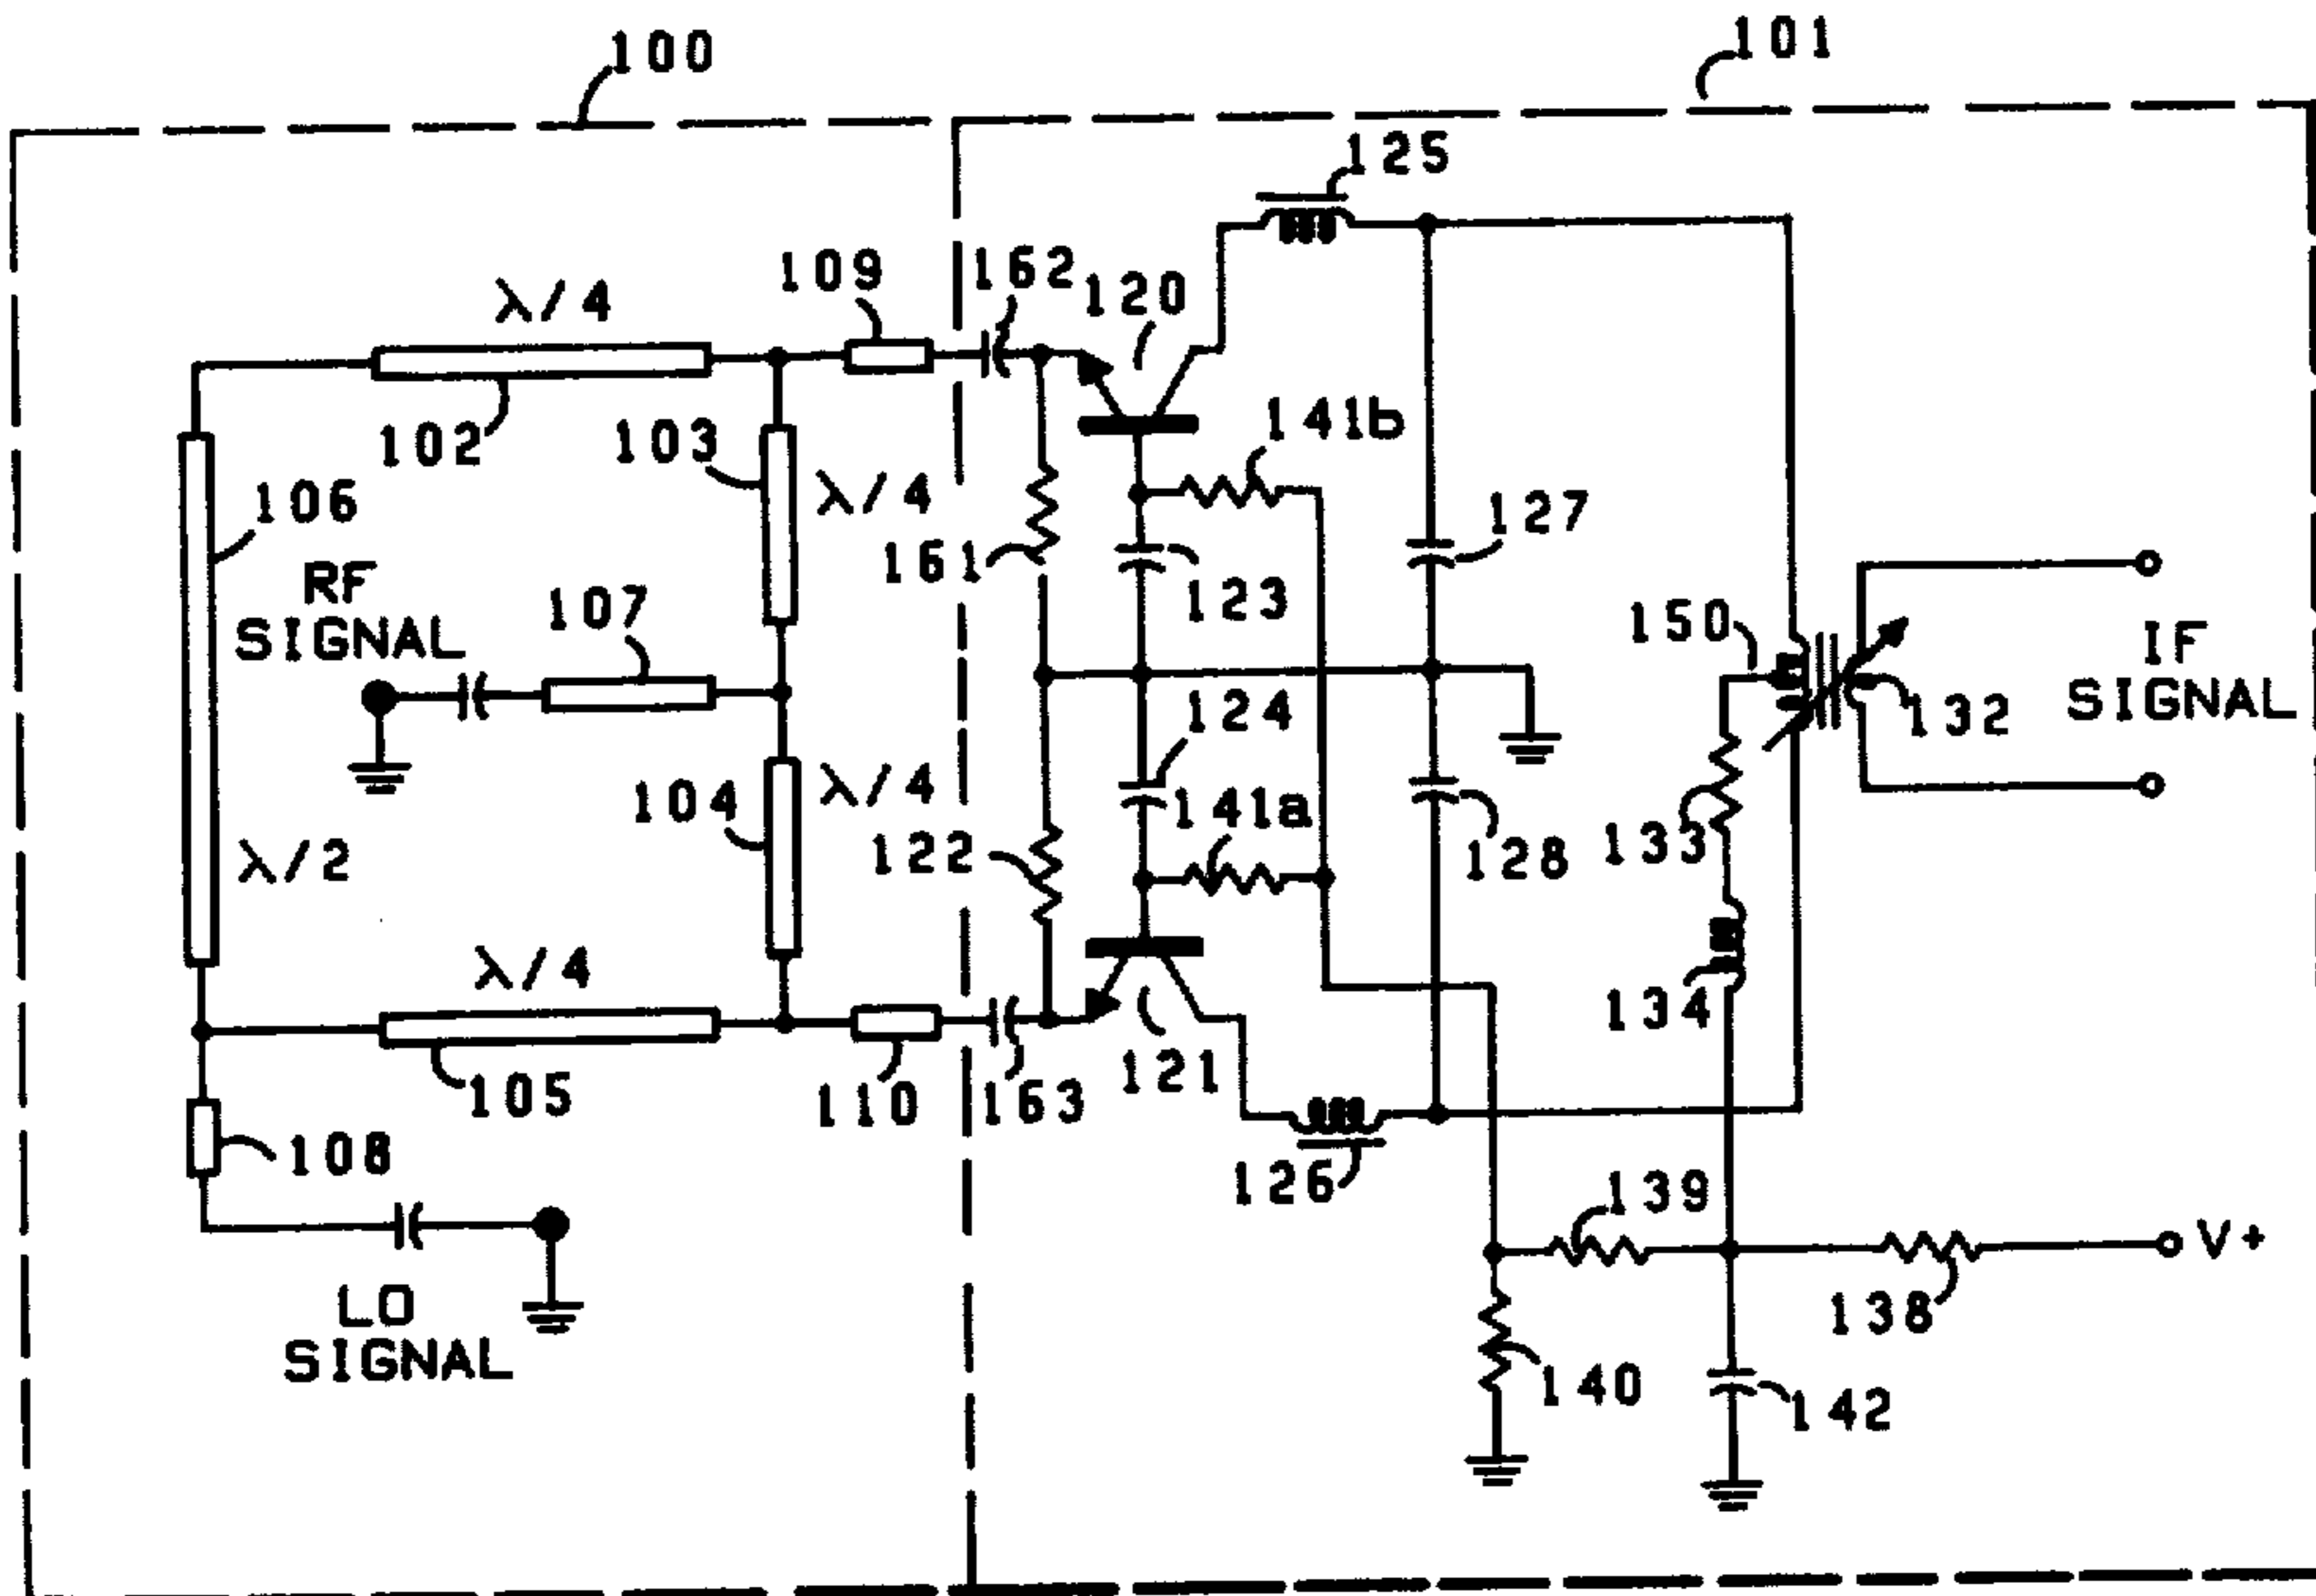 100
101
125
109
162
120
λ/4
102
103
141b
106
λ/4
127
RF
SIGNAL
107
161
123
150
IF
SIGNAL
124
132
104
λ/4
141a
λ/2
122
128
133
λ/4
134
105
110
163
121
108
126
139
V+
LO
SIGNAL
138
140
142